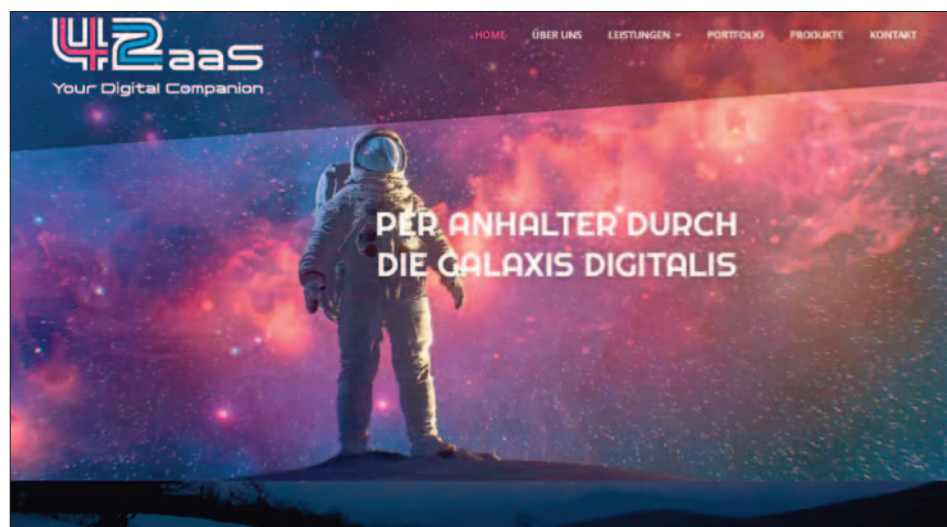 42aaS
Your Digital Companion
HOME ÜBER UNS LEISTUNGEN PORTFOLIO PRODUKTE KONTAKT
PER ANHALTER DURCH
DIE GALAXIS DIGITALIS